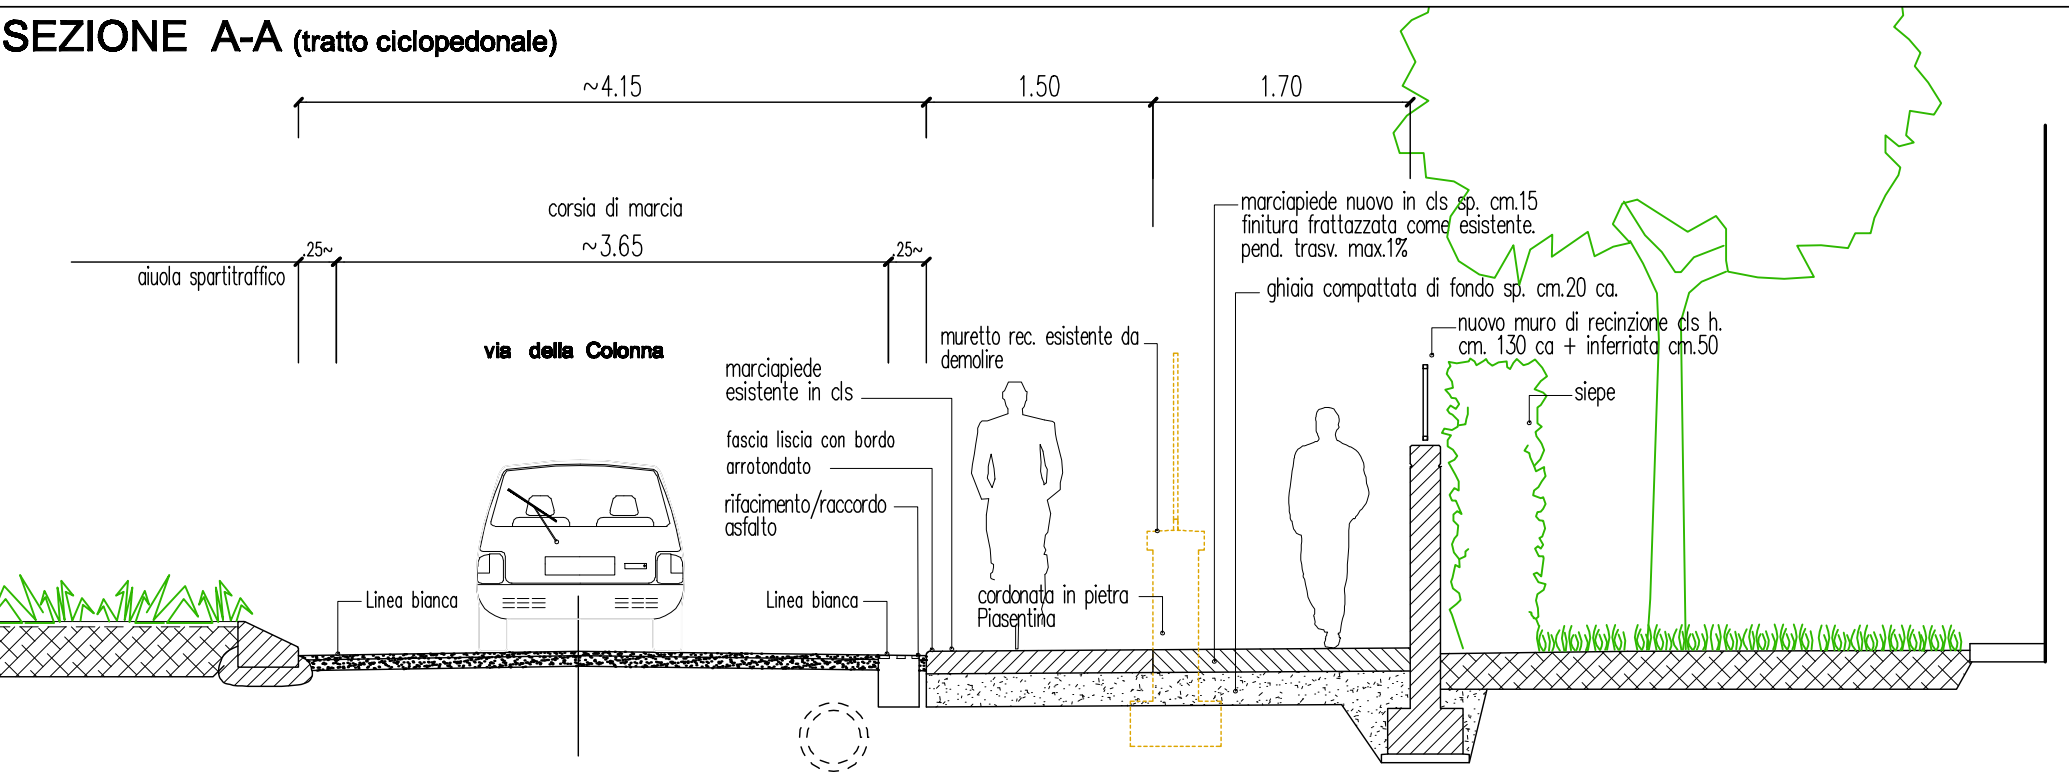 SEZIONE A-A (tratto ciclopedonale)
~4.15
1.50
1.70
corsia di marcia
.25~
~3.65
.25~
aiuola spartitraffico
marciapiede nuovo in cls sp. cm.15
finitura frattazzata come esistente.
pend. trasv. max.1%
ghiaia compattata di fondo sp. cm.20 ca.
nuovo muro di recinzione cls h.
cm. 130 ca + inferriata cm.50
siepe
via della Colonna
muretto rec. esistente da
demolire
marciapiede
esistente in cls
fascia liscia con bordo
arrotondato
rifacimento/raccordo
asfalto
Linea bianca
Linea bianca
cordonata in pietra
Piasentina